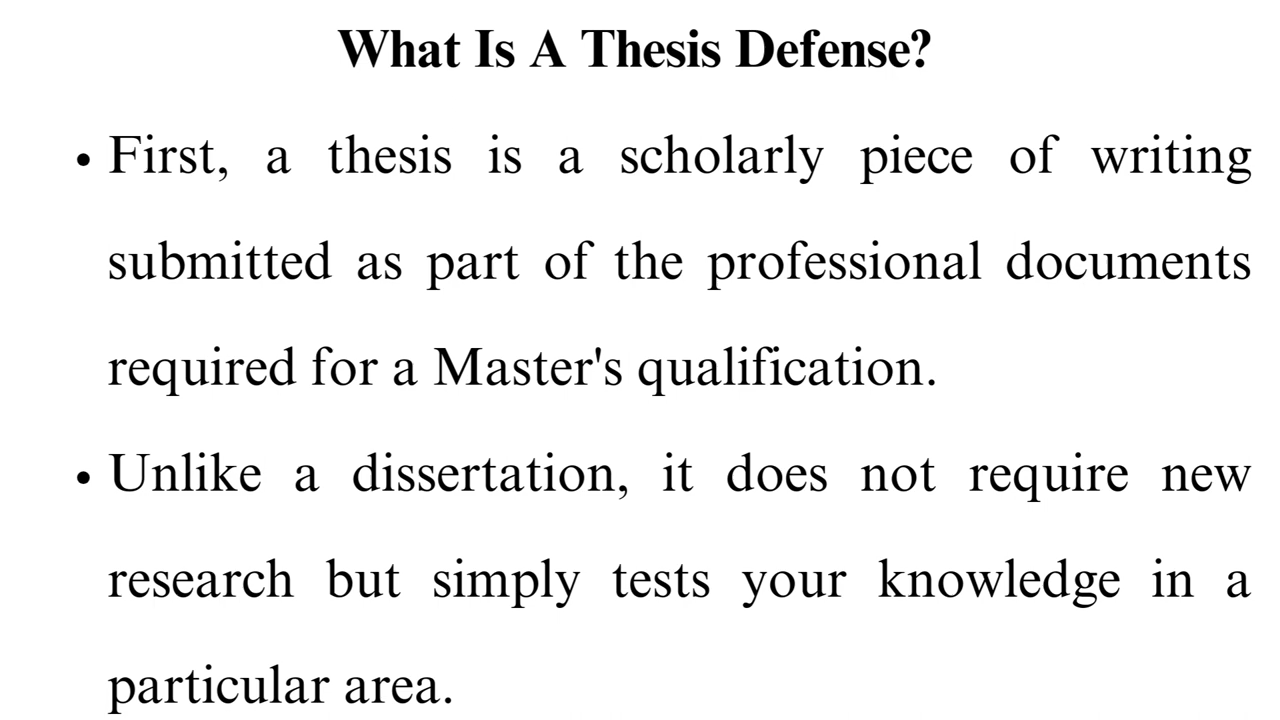 What Is A Thesis Defense?
• First, a thesis is a scholarly piece of writing
submitted as part of the professional documents
required for a Master's qualification.
• Unlike a dissertation, it does not require new
research but simply tests your knowledge in a
particular area.